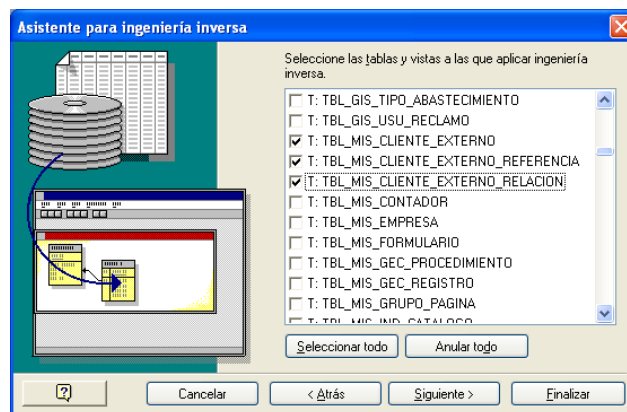 Asistente para ingeniería inversa
Seleccione las tablas y vistas a las que aplicar ingeniería
inversa.
T: TBL_GIS_TIPO_ABASTECIMIENTO
T: TBL_GIS_USU_RECLAMO
T: TBL_MIS_CLIENTE_EXTERNO
T: TBL_MIS_CLIENTE_EXTERNO_REFERENCIA
T: TBL_MIS_CLIENTE_EXTERNO_RELACION
T: TBL_MIS_CONTADOR
T: TBL_MIS_EMPRESA
T: TBL_MIS_FORMULARIO
T: TBL_MIS_GEC_PROCEDIMIENTO
T: TBL_MIS_GEC_REGISTRO
T: TBL_MIS_GRUPO_PAGINA
T: TBL_MIS_IND_CATALOGO
Seleccionar todo Anular todo
? Cancelar < Atrás Siguiente > Finalizar